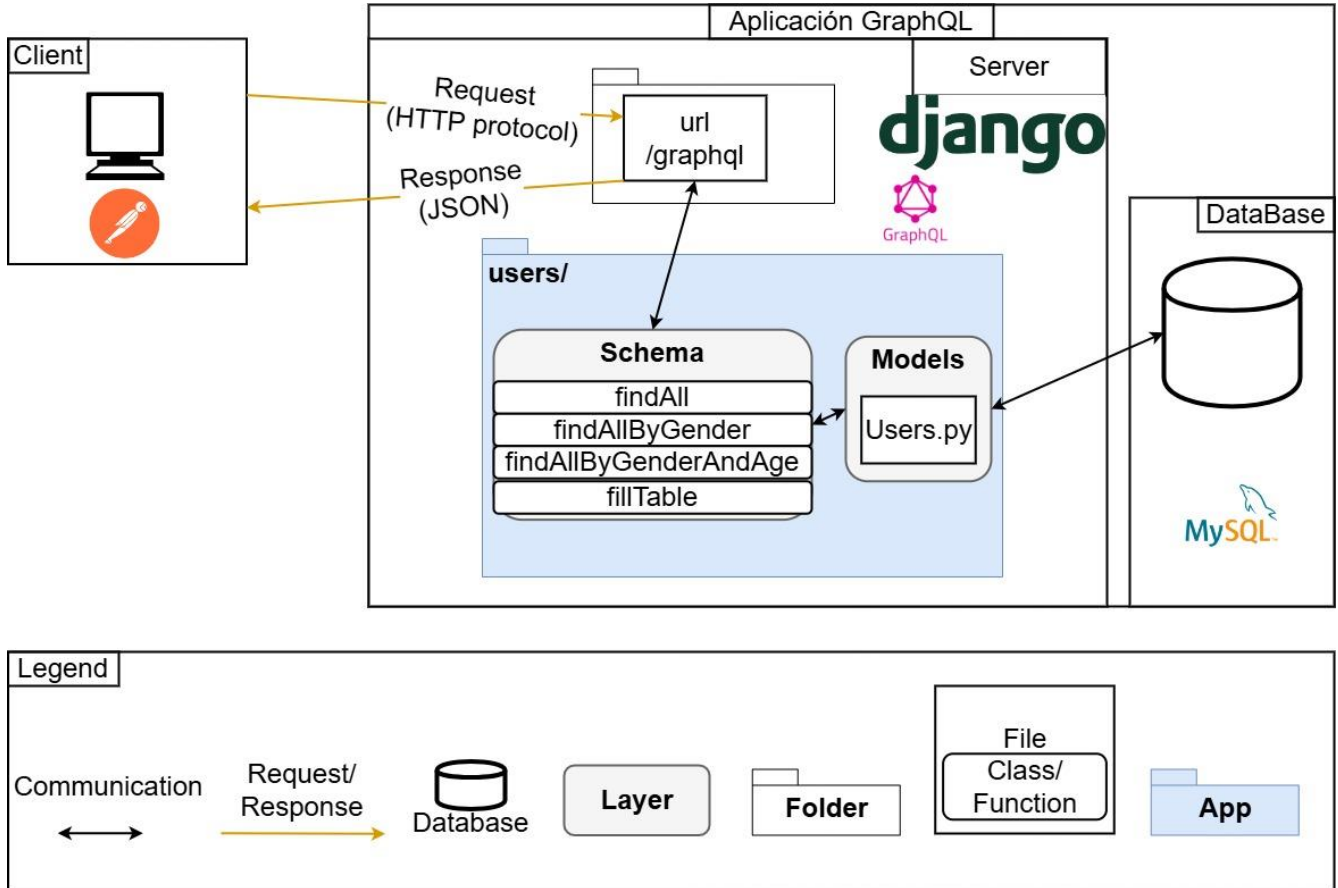 Aplicación GraphQL
Client
Server
Request
(HTTP protocol)
url
/graphql
django
Response
(JSON)
GraphQL
DataBase
users/
Schema
findAll
findAllByGender
findAllByGenderAndAge
fillTable
Models
Users.py
MySQL
Legend
Communication
Request/
Response
Database
Layer
Folder
File
Class/
Function
App